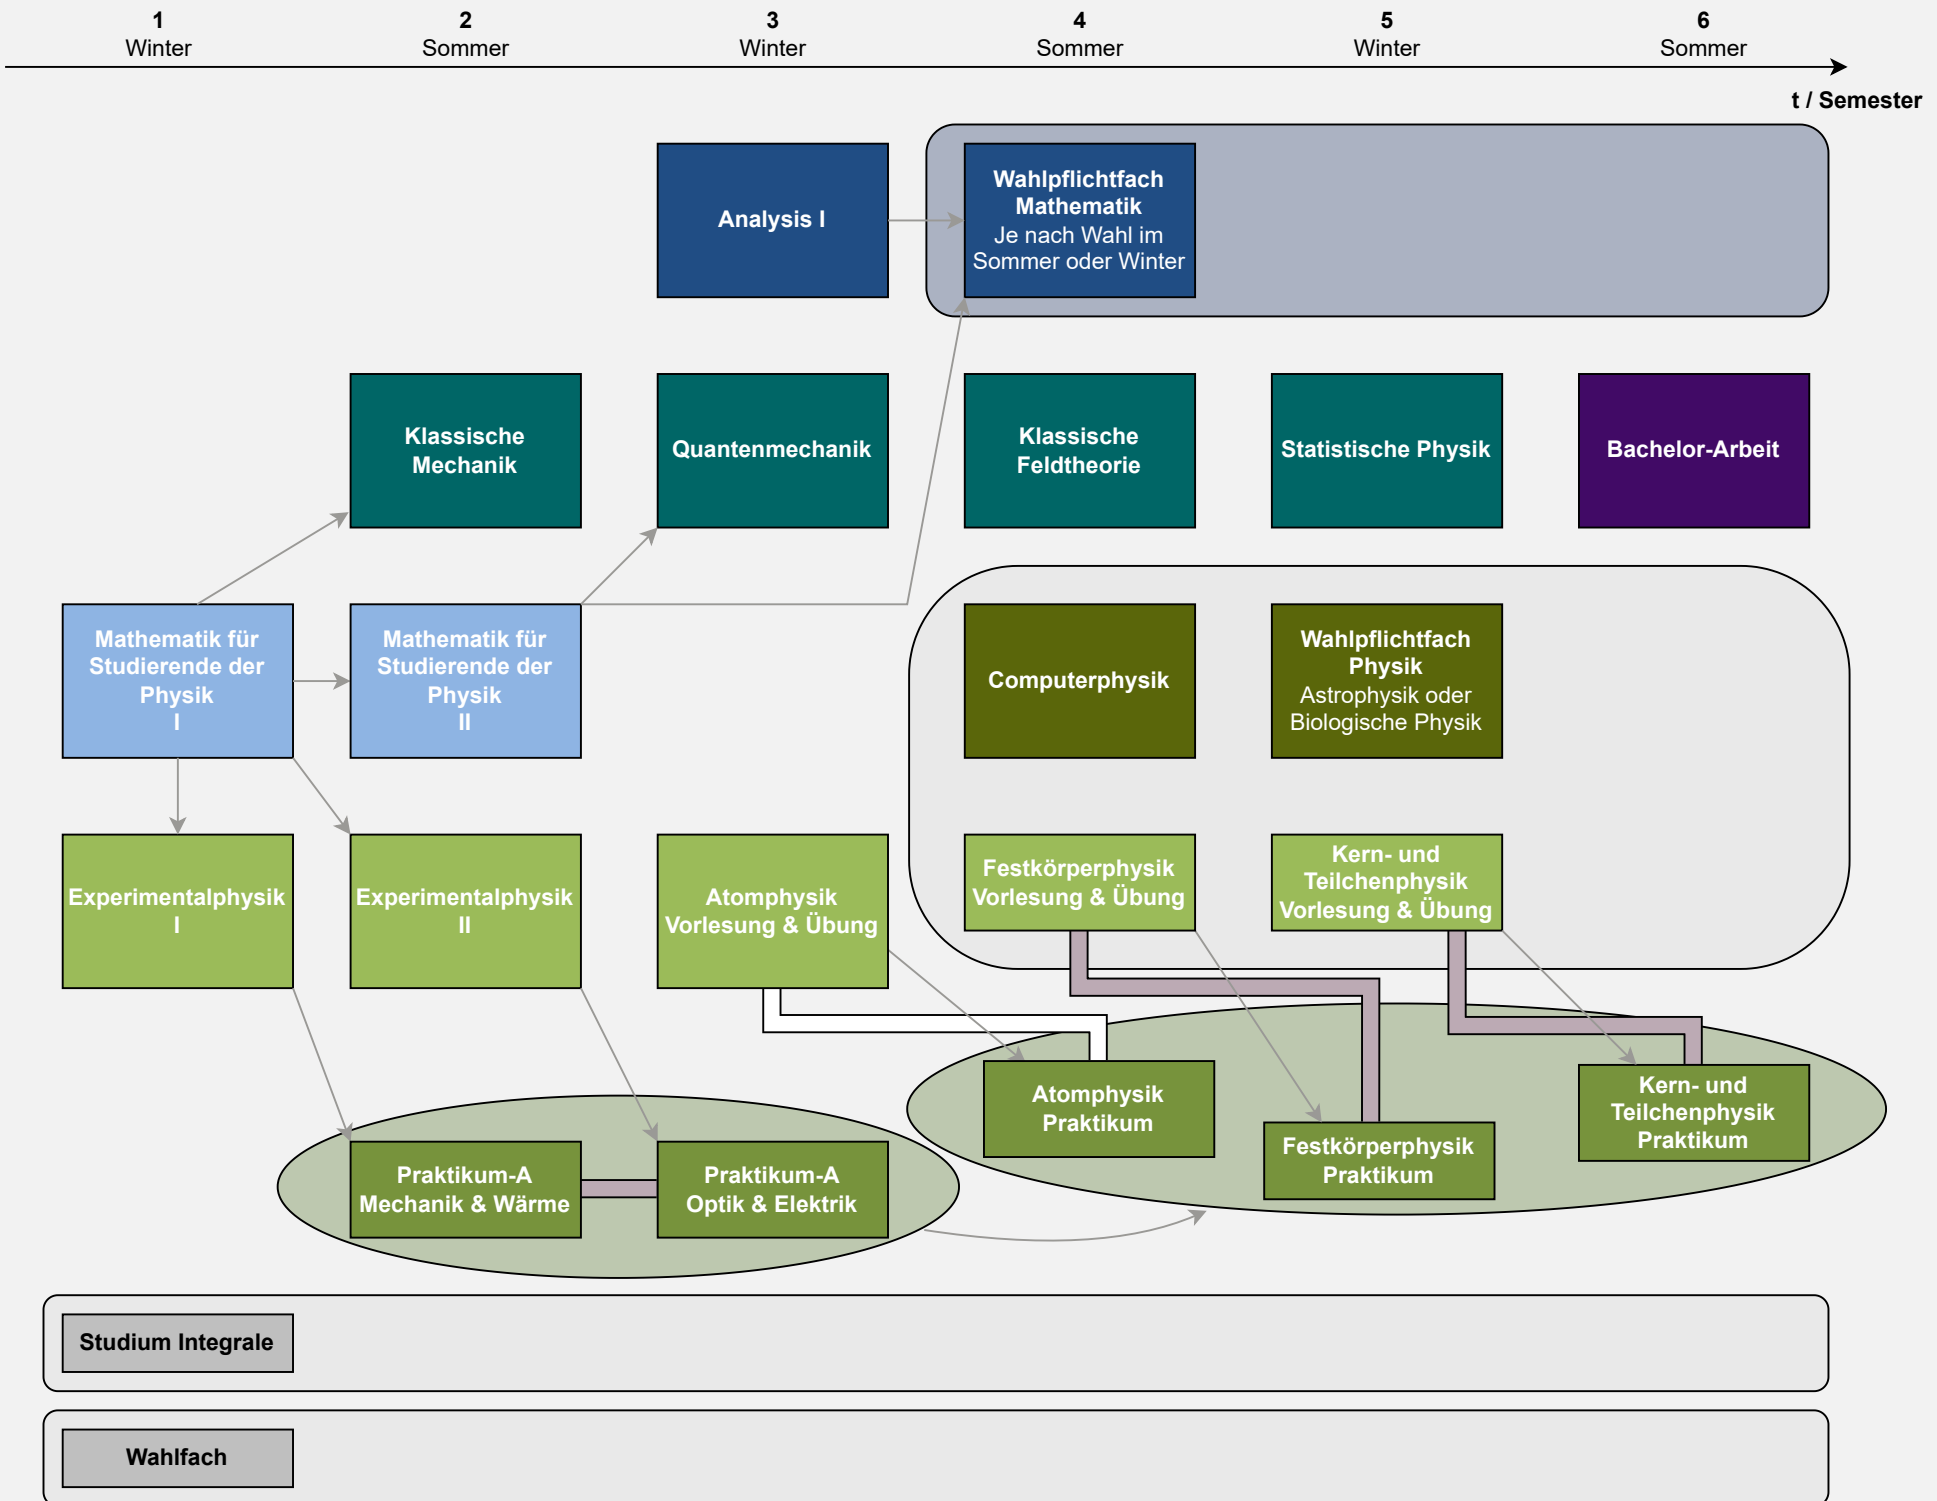 1
Winter
2
Sommer
3
Winter
4
Sommer
5
Winter
6
Sommer
t / Semester
Analysis I
Wahlpflichtfach
Mathematik
Je nach Wahl im
Sommer oder Winter
Klassische
Mechanik
Quantenmechanik
Klassische
Feldtheorie
Statistische Physik
Bachelor-Arbeit
Mathematik für
Studierende der
Physik
I
Mathematik für
Studierende der
Physik
II
Computerphysik
Wahlpflichtfach
Physik
Astrophysik oder
Biologische Physik
Experimentalphysik
I
Experimentalphysik
II
Atomphysik
Vorlesung & Übung
Festkörperphysik
Vorlesung & Übung
Kern- und
Teilchenphysik
Vorlesung & Übung
Atomphysik
Praktikum
Festkörperphysik
Praktikum
Kern- und
Teilchenphysik
Praktikum
Praktikum-A
Mechanik & Wärme
Praktikum-A
Optik & Elektrik
Studium Integrale
Wahlfach